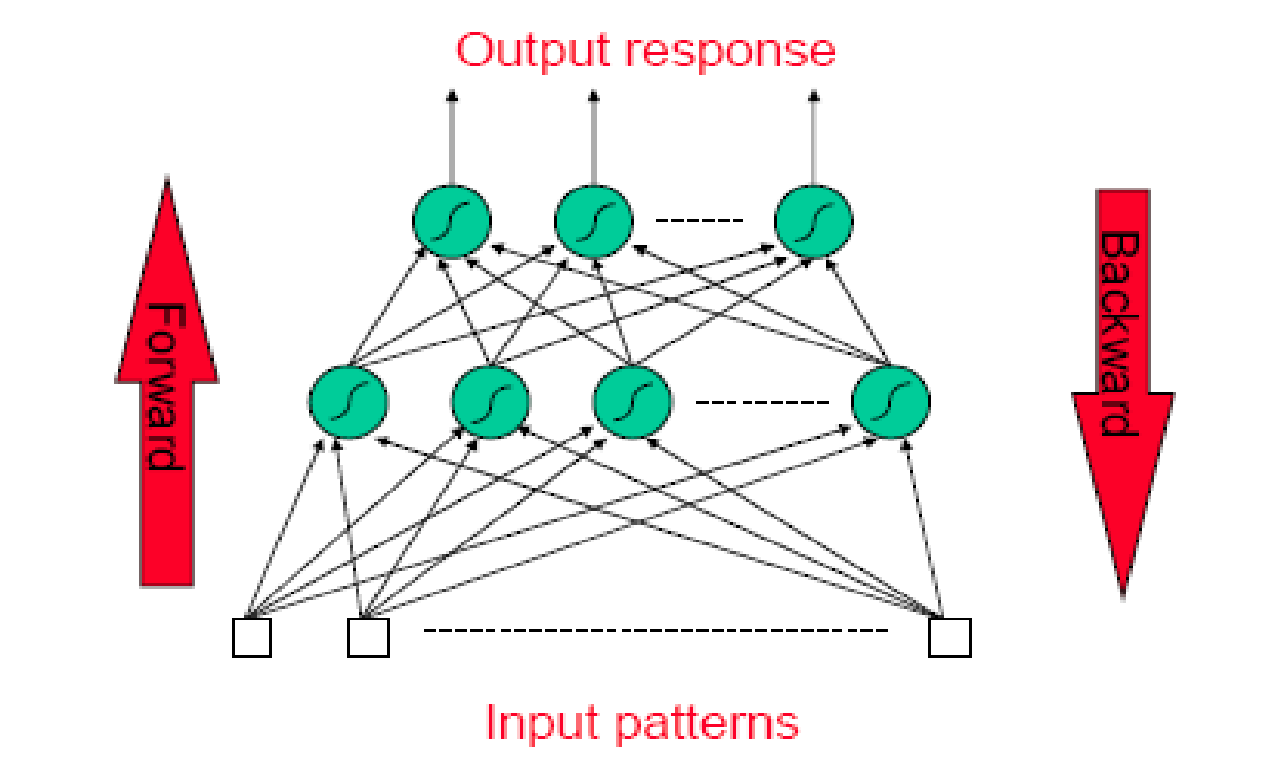 Output response
Forward
Backward
Input patterns